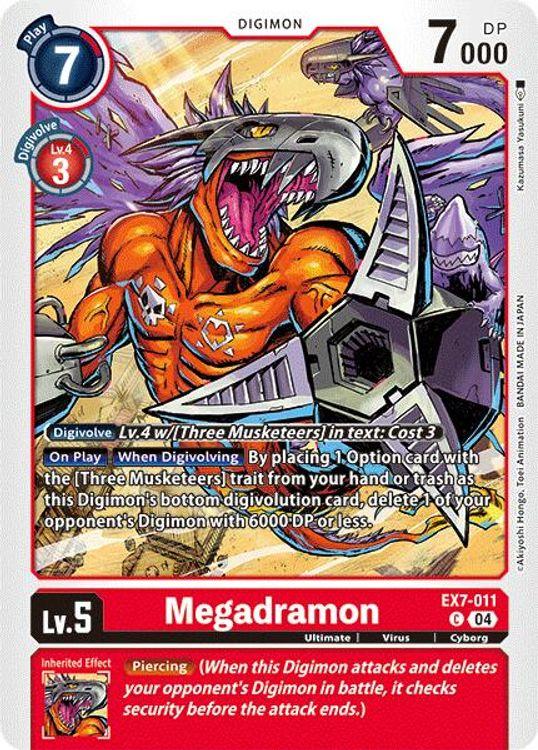 Play
7
DIGIMON
7000
DP
Digivolve
Lv.4
3
Kazumasa Yasukuni
©Akiyoshi Hongo, Toei Animation BANDAI MADE IN JAPAN
Digivolve Lv.4 w/[Three Musketeers] in text: Cost 3
On Play When Digivolving By placing 1 Option card with
the [Three Musketeers] trait from your hand or trash as
this Digimon's bottom digivolution card, delete 1 of your
opponent's Digimon with 6000 DP or less.
Lv.5
Megadramon
EX7-011
C 04
Ultimate | Virus | Cyborg
Inherited Effect
Piercing (When this Digimon attacks and deletes
your opponent's Digimon in battle, it checks
security before the attack ends.)